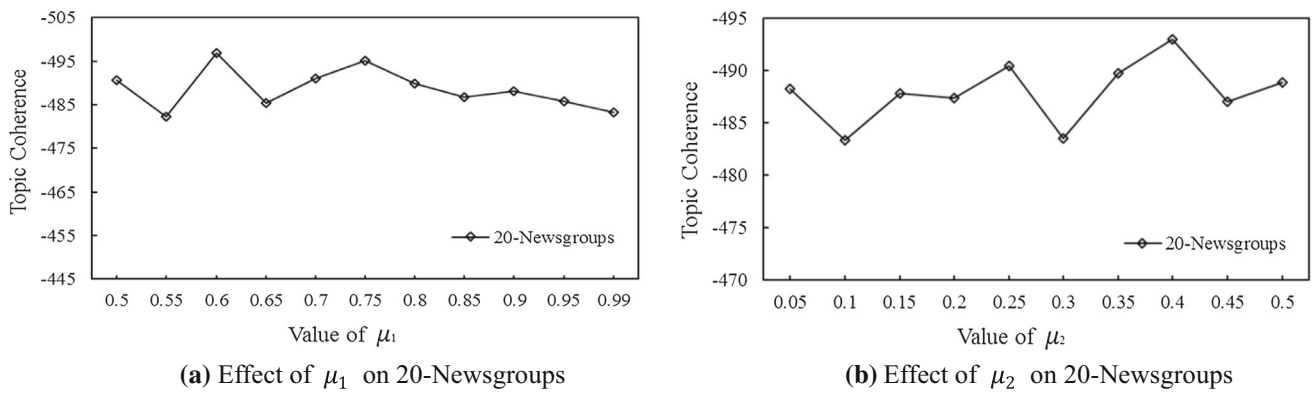 -505
-495
-485
-475
-465
-455
-445
Topic Coherence
20-Newsgroups
0.5 0.55 0.6 0.65 0.7 0.75 0.8 0.85 0.9 0.95 0.99
Value of μ₁
(a) Effect of μ₁ on 20-Newsgroups
-495
-490
-485
-480
-475
-470
Topic Coherence
20-Newsgroups
0.05 0.1 0.15 0.2 0.25 0.3 0.35 0.4 0.45 0.5
Value of μ₂
(b) Effect of μ₂ on 20-Newsgroups